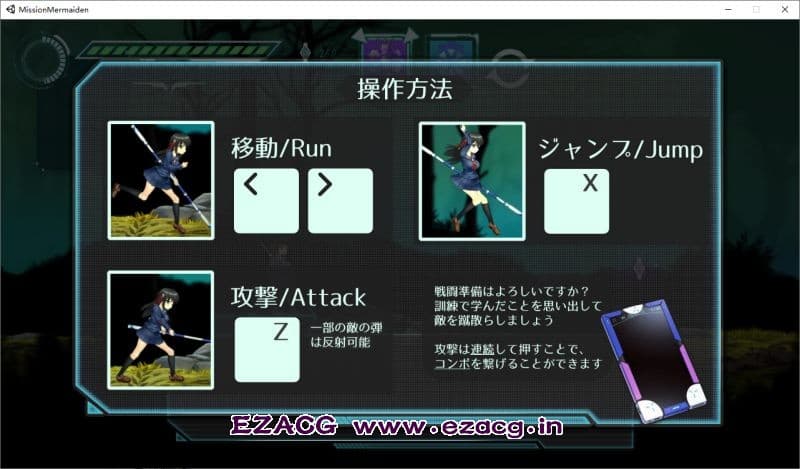 MissionMermaiden
操作方法
移動/Run
<
>
ジャンプ/Jump
X
攻撃/Attack
Z
一部の敵の弾
は反射可能
戦闘準備はよろしいですか？
訓練で学んだことを思い出して
敵を蹴散らしましょう
攻撃は連続して押すことで、
コンボを繋げることができます
EZACG www.ezacg.in